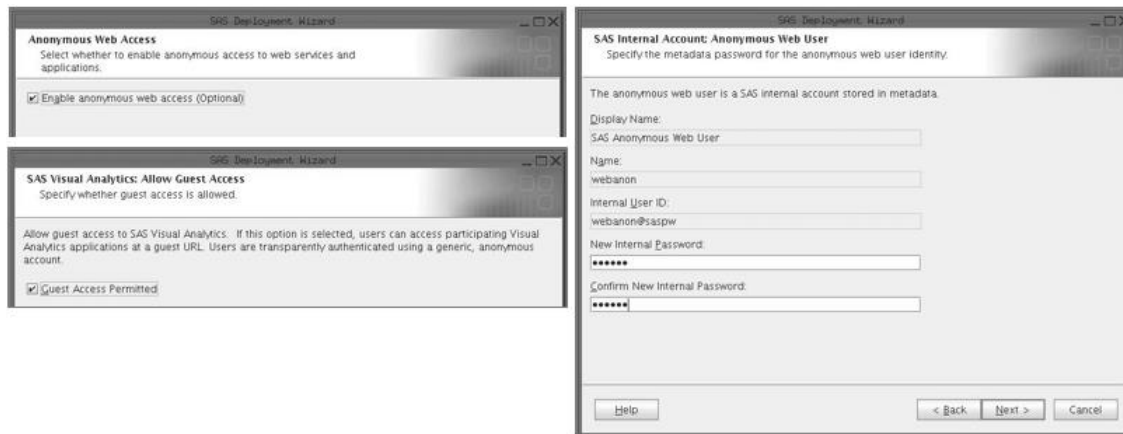 SAS Deployment Wizard
Anonymous Web Access
Select whether to enable anonymous access to web services and
applications.
Enable anonymous web access (Optional)
SAS Deployment Wizard
SAS Visual Analytics: Allow Guest Access
Specify whether guest access is allowed.
Allow guest access to SAS Visual Analytics. If this option is selected, users can access participating Visual
Analytics applications at a guest URL. Users are transparently authenticated using a generic, anonymous
account.
Guest Access Permitted
SAS Deployment Wizard
SAS Internal Account: Anonymous Web User
Specify the metadata password for the anonymous web user identity.
The anonymous web user is a SAS internal account stored in metadata.
Display Name:
SAS Anonymous Web User
Name:
webanon
Internal User ID:
webanon@saspw
New Internal Password:
••••••
Confirm New Internal Password:
••••••
Help
< Back
Next >
Cancel